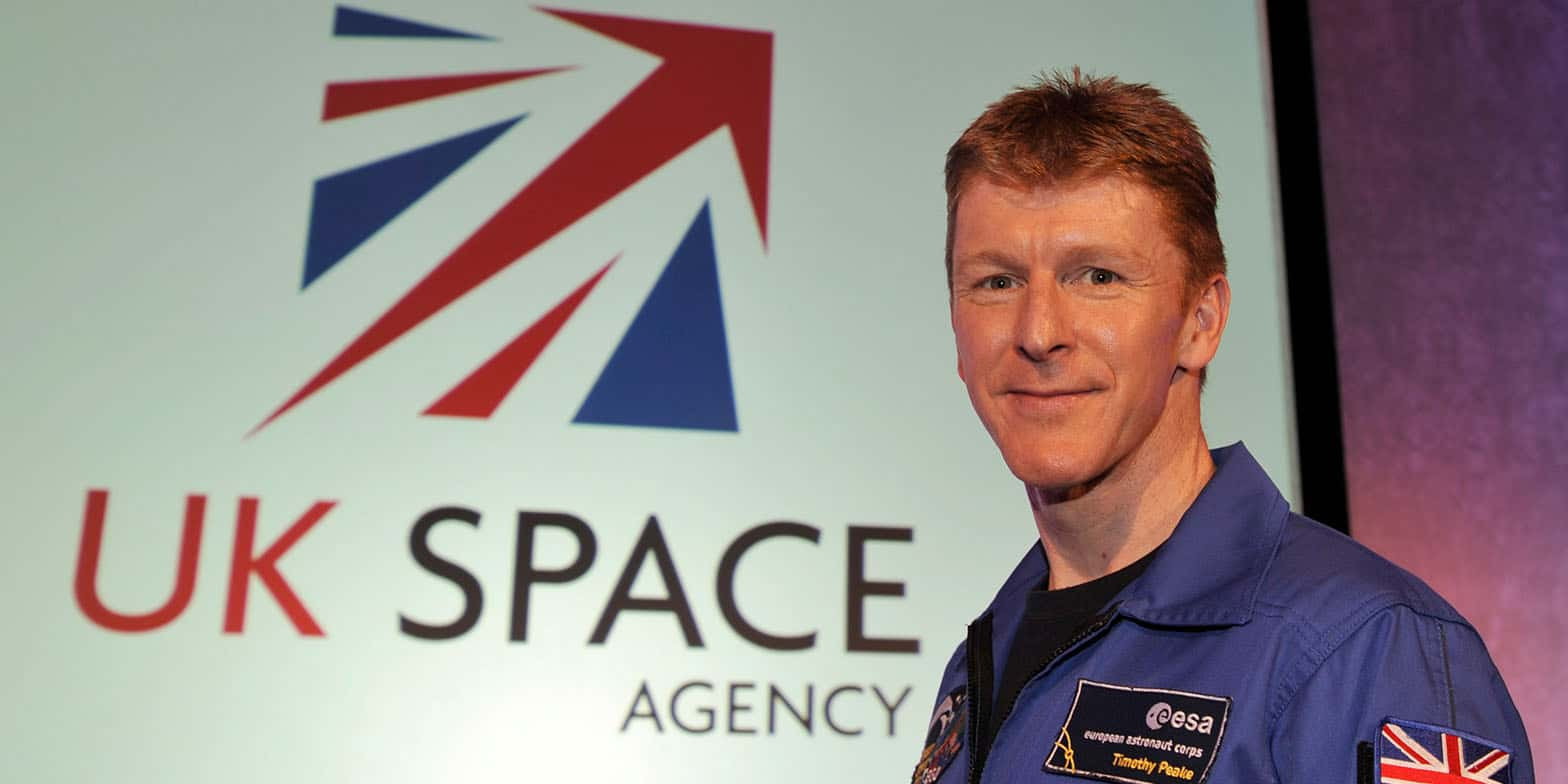 UK SPACE
AGENCY
esa
european astronaut corps
Timothy Peake